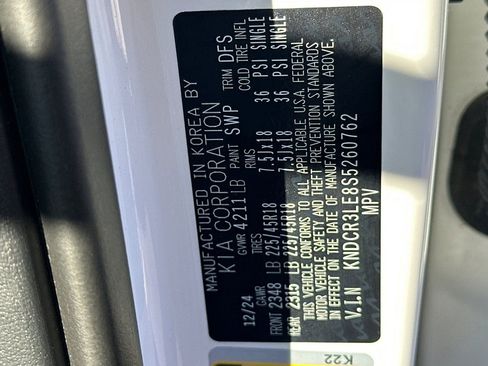 MANUFACTURED IN KOREA BY
KIA CORPORATION
12/24 GVWR 4211 LB PAINT SWP TRIM DFS
GAWR TIRES RIMS COLD TIRE INFL
FRONT 2348 LB 225/45R18 7.5Jx18 36 PSI SINGLE
REAR 2315 LB 225/45R18 7.5Jx18 36 PSI SINGLE
THIS VEHICLE CONFORMS TO ALL APPLICABLE U.S.A. FEDERAL
MOTOR VEHICLE SAFETY AND THEFT PREVENTION STANDARDS
IN EFFECT ON THE DATE OF MANUFACTURE SHOWN ABOVE.
V.I.N KNDCR3LE8S5260762
MPV
K22